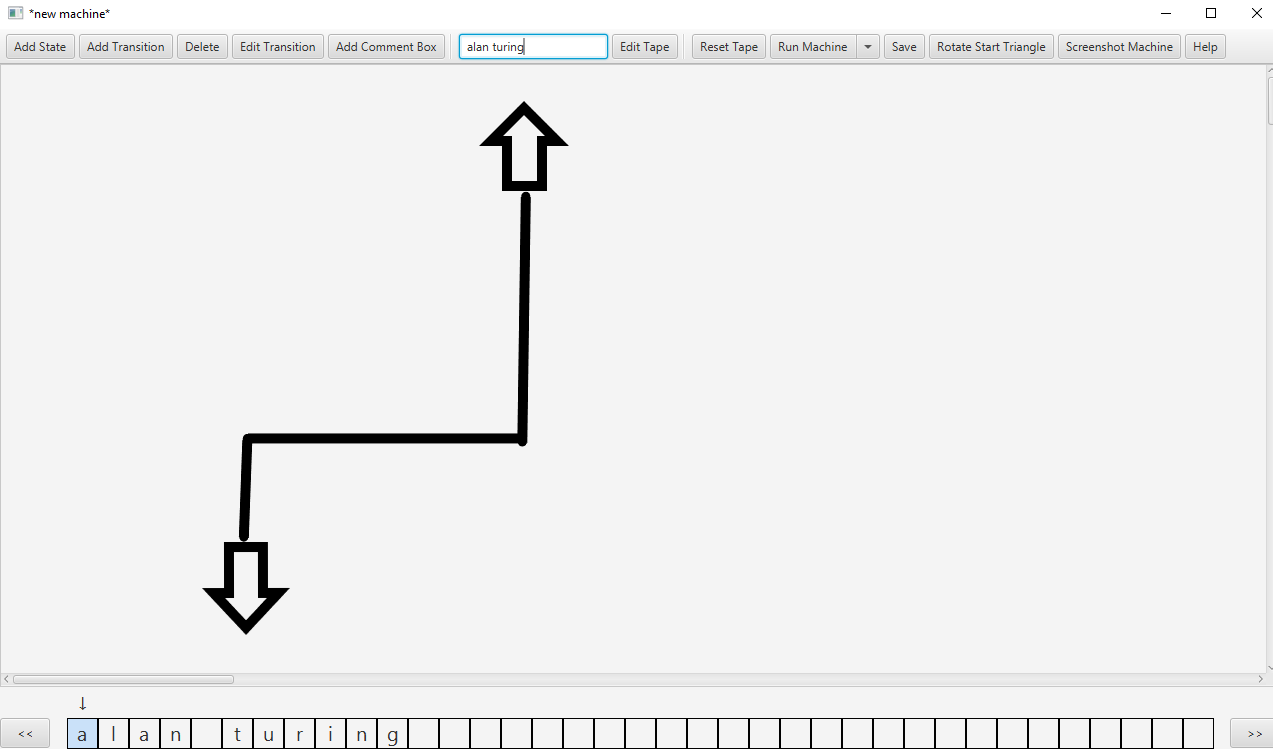 *new machine*
Add State Add Transition Delete Edit Transition Add Comment Box alan turing Edit Tape Reset Tape Run Machine Save Rotate Start Triangle Screenshot Machine Help
<< a l a n t u r i n g >>